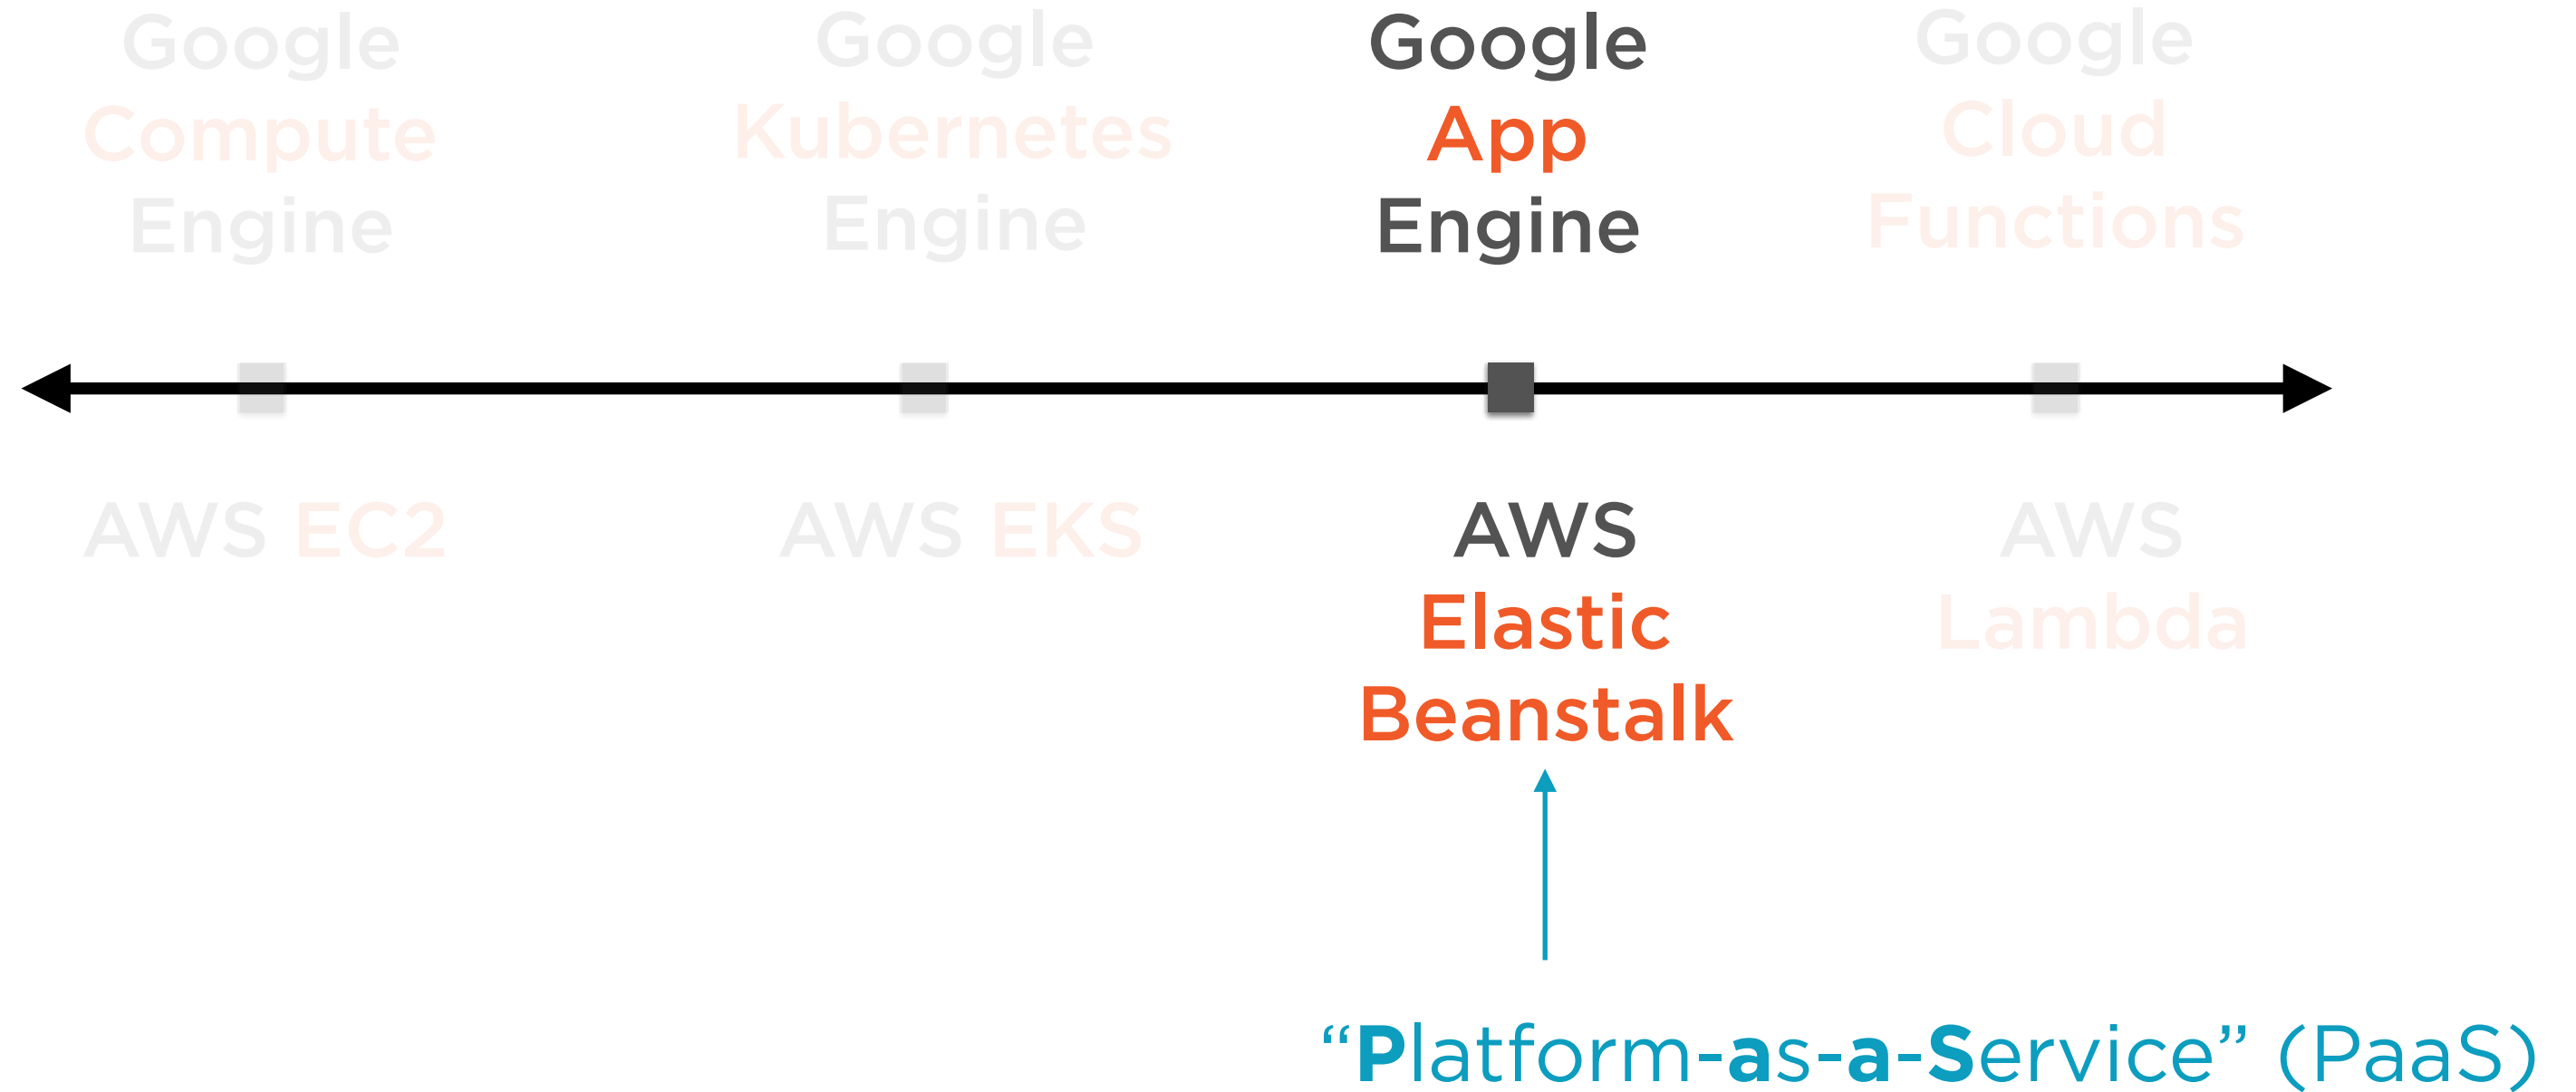 Google
Compute
Engine
Google
Kubernetes
Engine
Google
App
Engine
Google
Cloud
Functions
AWS EC2
AWS EKS
AWS
Elastic
Beanstalk
AWS
Lambda
“Platform-as-a-Service” (PaaS)